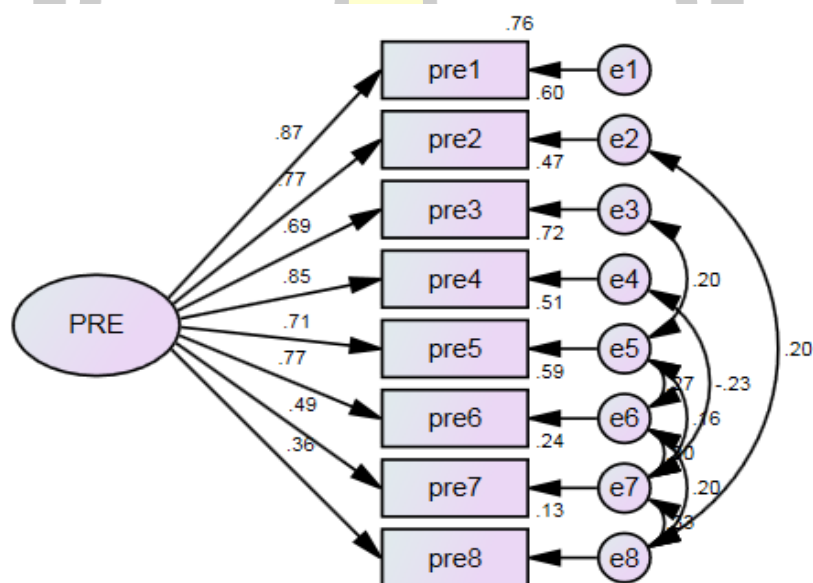 .76
pre1
e1
.87
.60
pre2
e2
.77
.47
pre3
e3
.69
.72
pre4
e4
.85
.20
.51
PRE
.71
pre5
e5
.20
.77
.59
-.23
.49
pre6
e6
.16
.36
.24
pre7
e7
.20
.13
pre8
e8